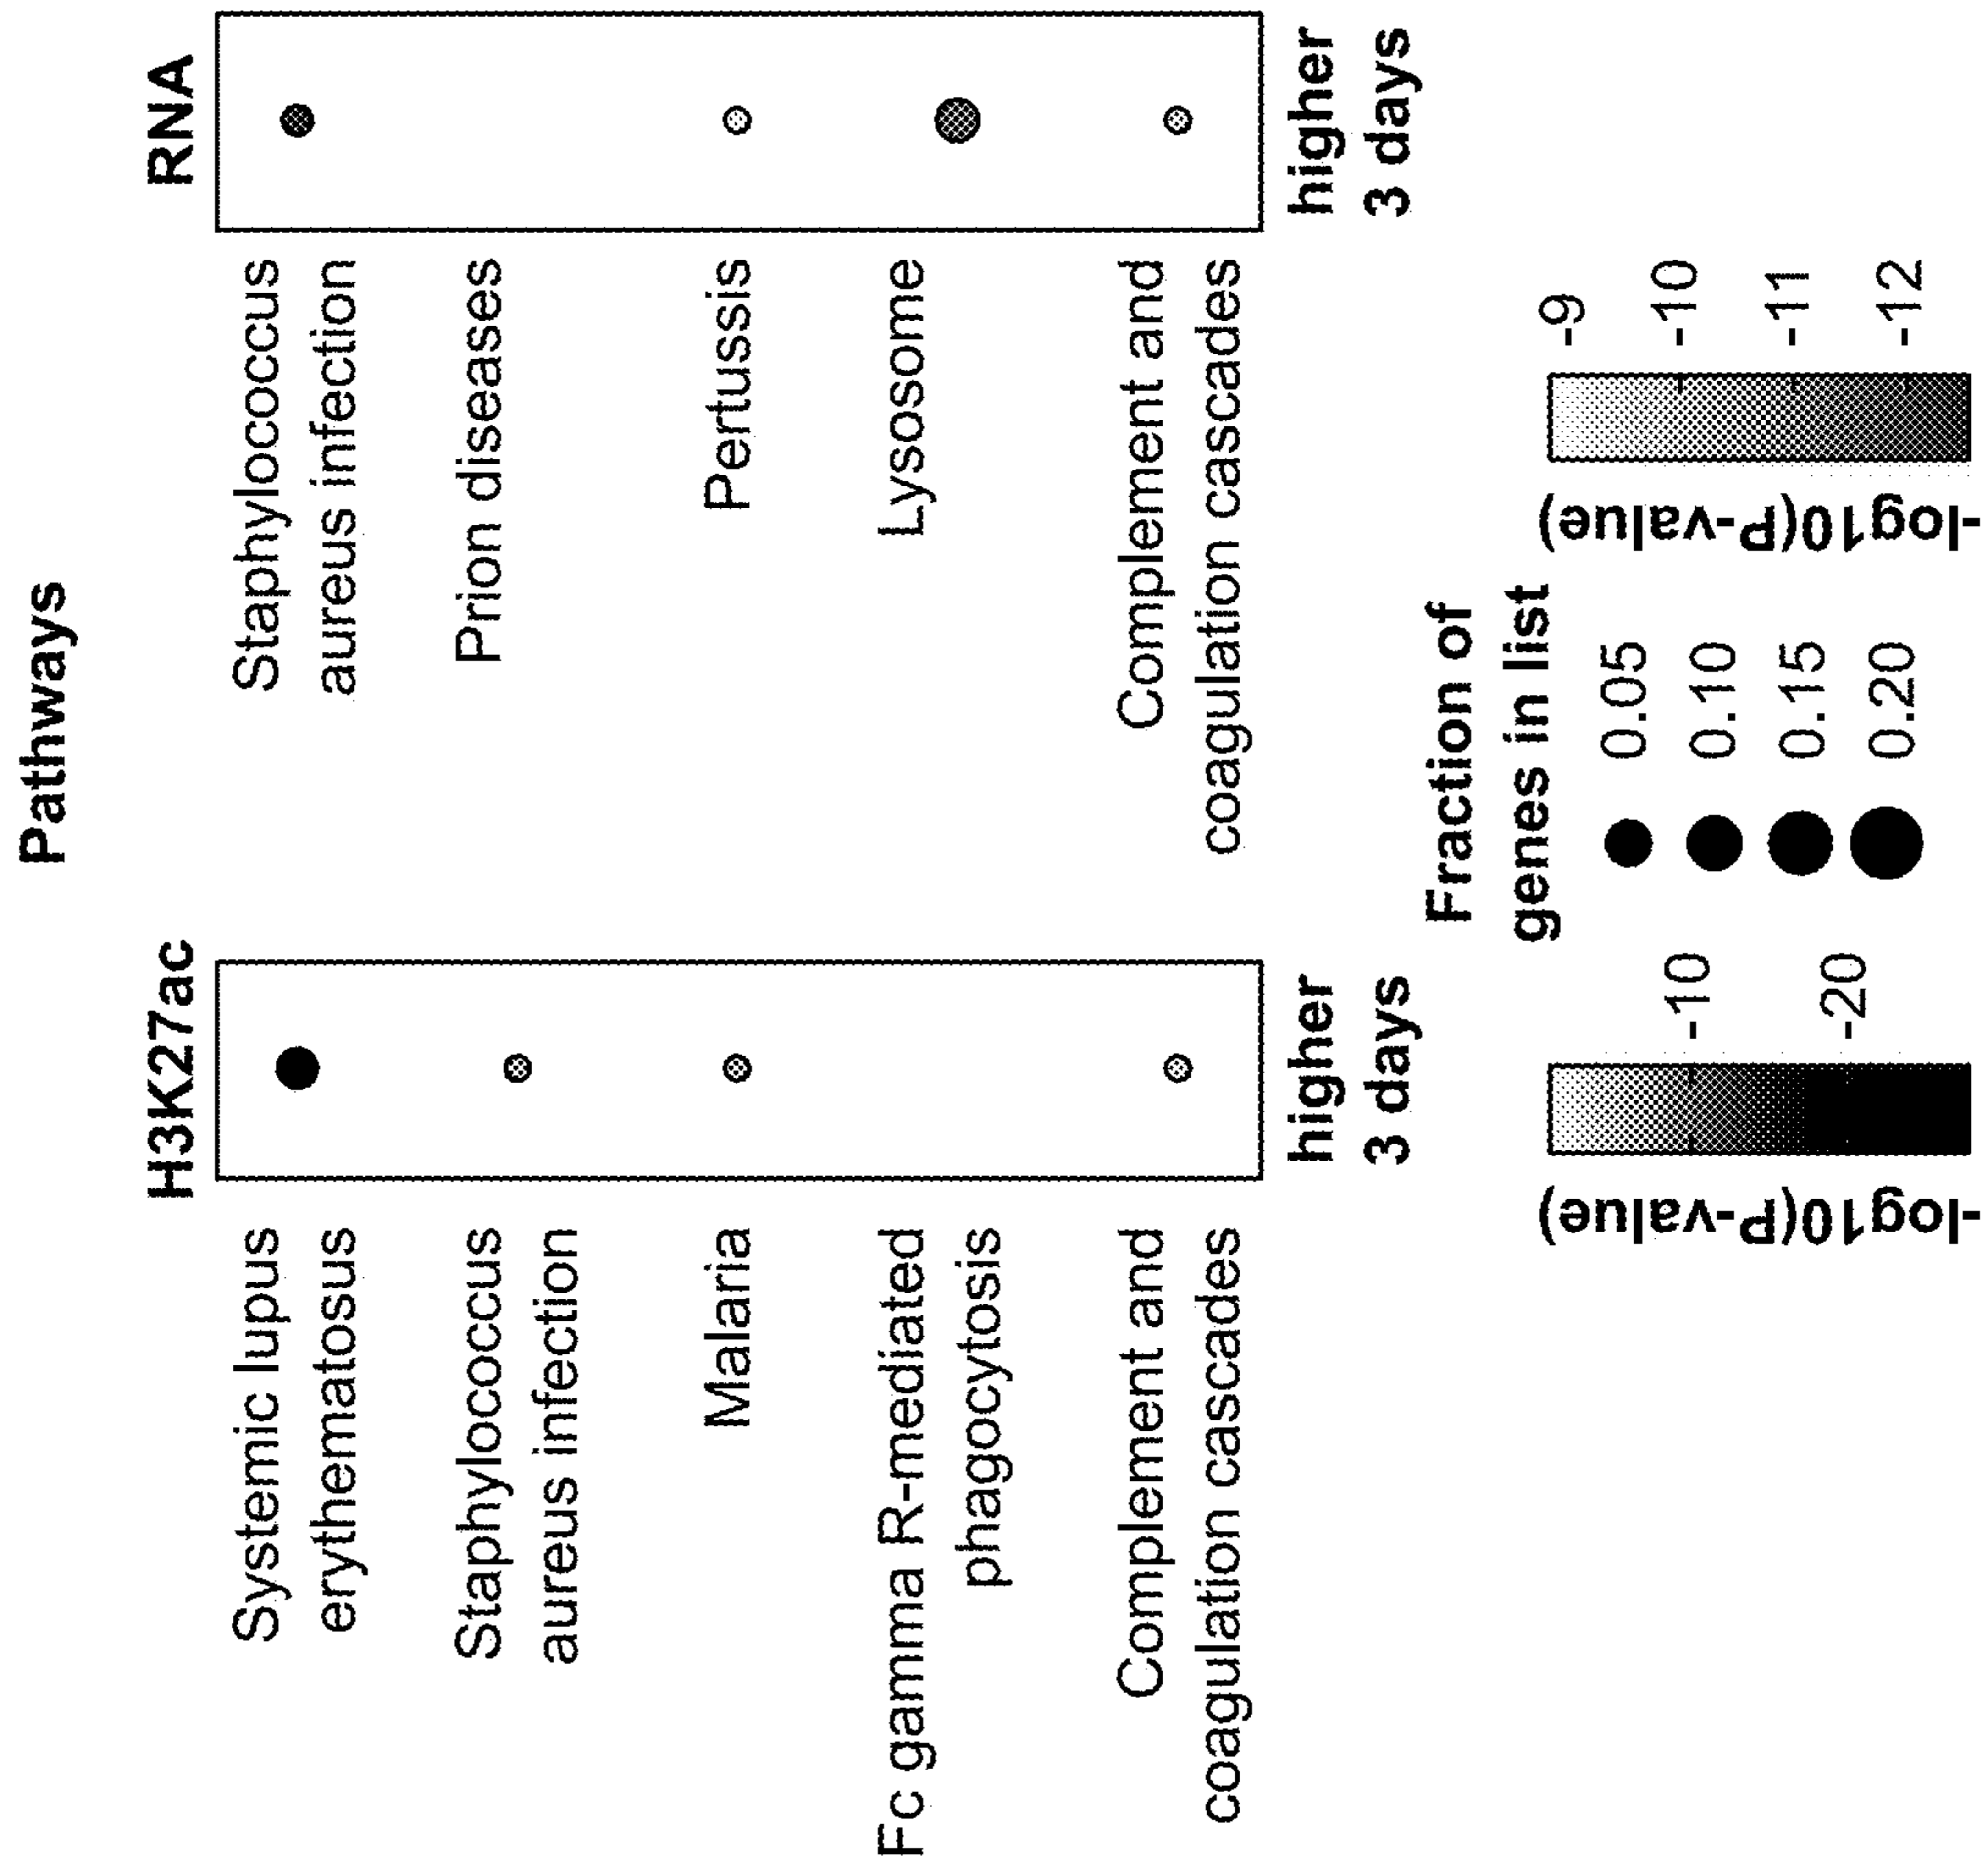 Pathways
H3K27ac
Systemic lupus
erythematosus
Staphylococcus
aureus infection
Malaria
Fc gamma R-mediated
phagocytosis
Complement and
coagulation cascades
higher
3 days
RNA
Staphylococcus
aureus infection
Prion diseases
Pertussis
Lysosome
Complement and
coagulation cascades
higher
3 days
-log10(P-value)
-10
-20
Fraction of
genes in list
0.05
0.10
0.15
0.20
-log10(P-value)
-9
-10
-11
-12